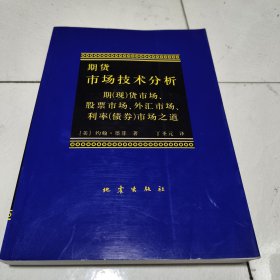 期货
市场技术分析
期(现)货市场、
股票市场、外汇市场、
利率(债券)市场之道
[美] 约翰·墨菲 著 丁圣元 译
地震出版社